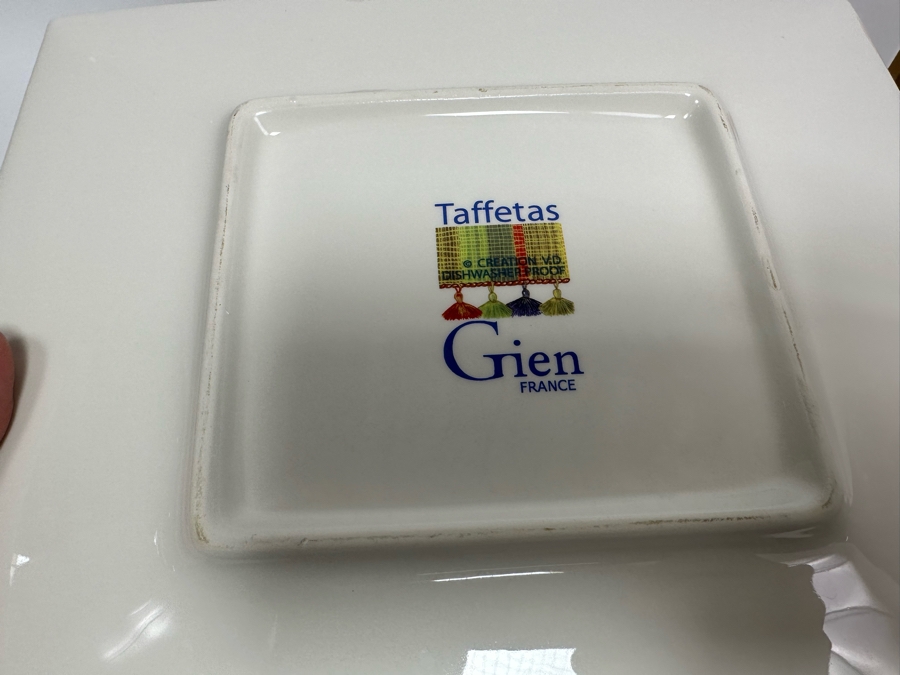 Taffetas
© CREATION V.D.
DISHWASHER PROOF
Gien
FRANCE